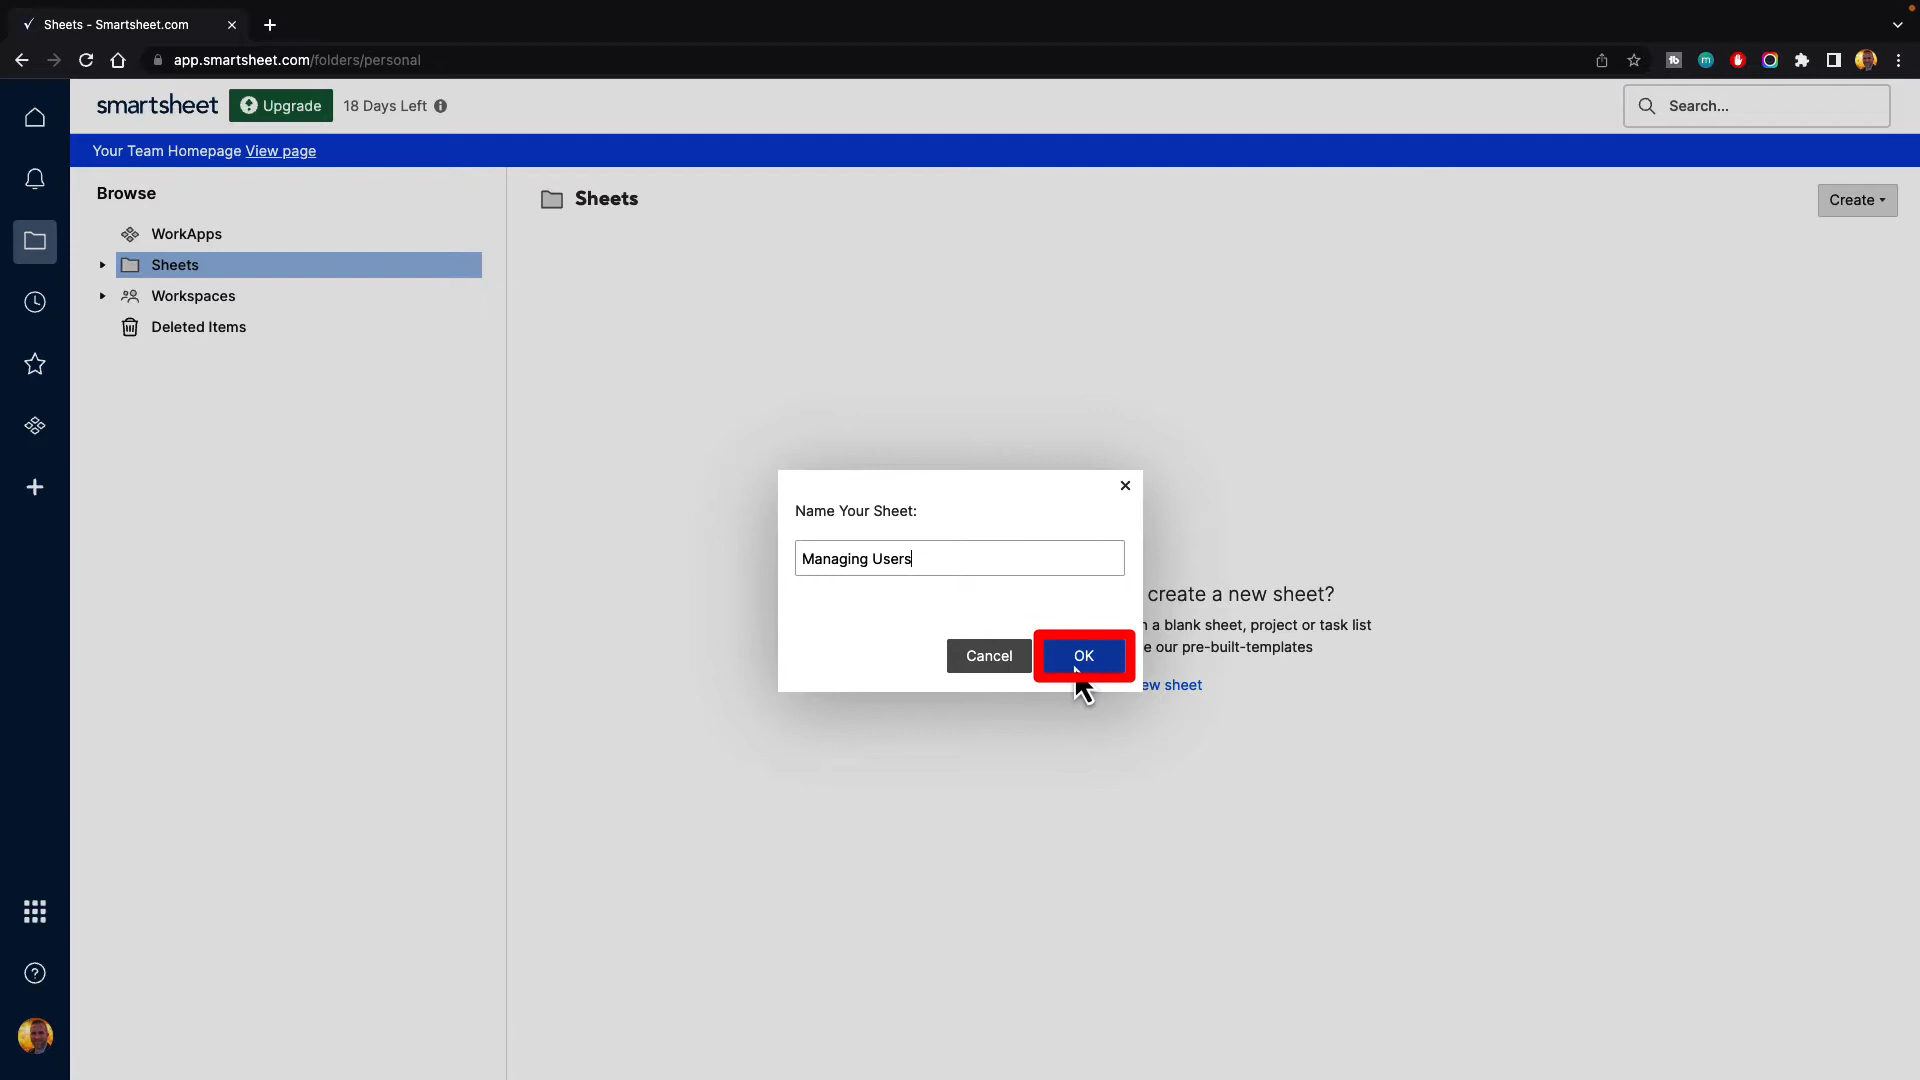 Sheets - Smartsheet.com
app.smartsheet.com/folders/personal
smartsheet
Upgrade
18 Days Left
Search...
Your Team Homepage View page
Browse
WorkApps
Sheets
Workspaces
Deleted Items
Sheets
Create
Name Your Sheet:
Managing Users
Cancel
OK
create a new sheet?
a blank sheet, project or task list
e our pre-built-templates
ew sheet